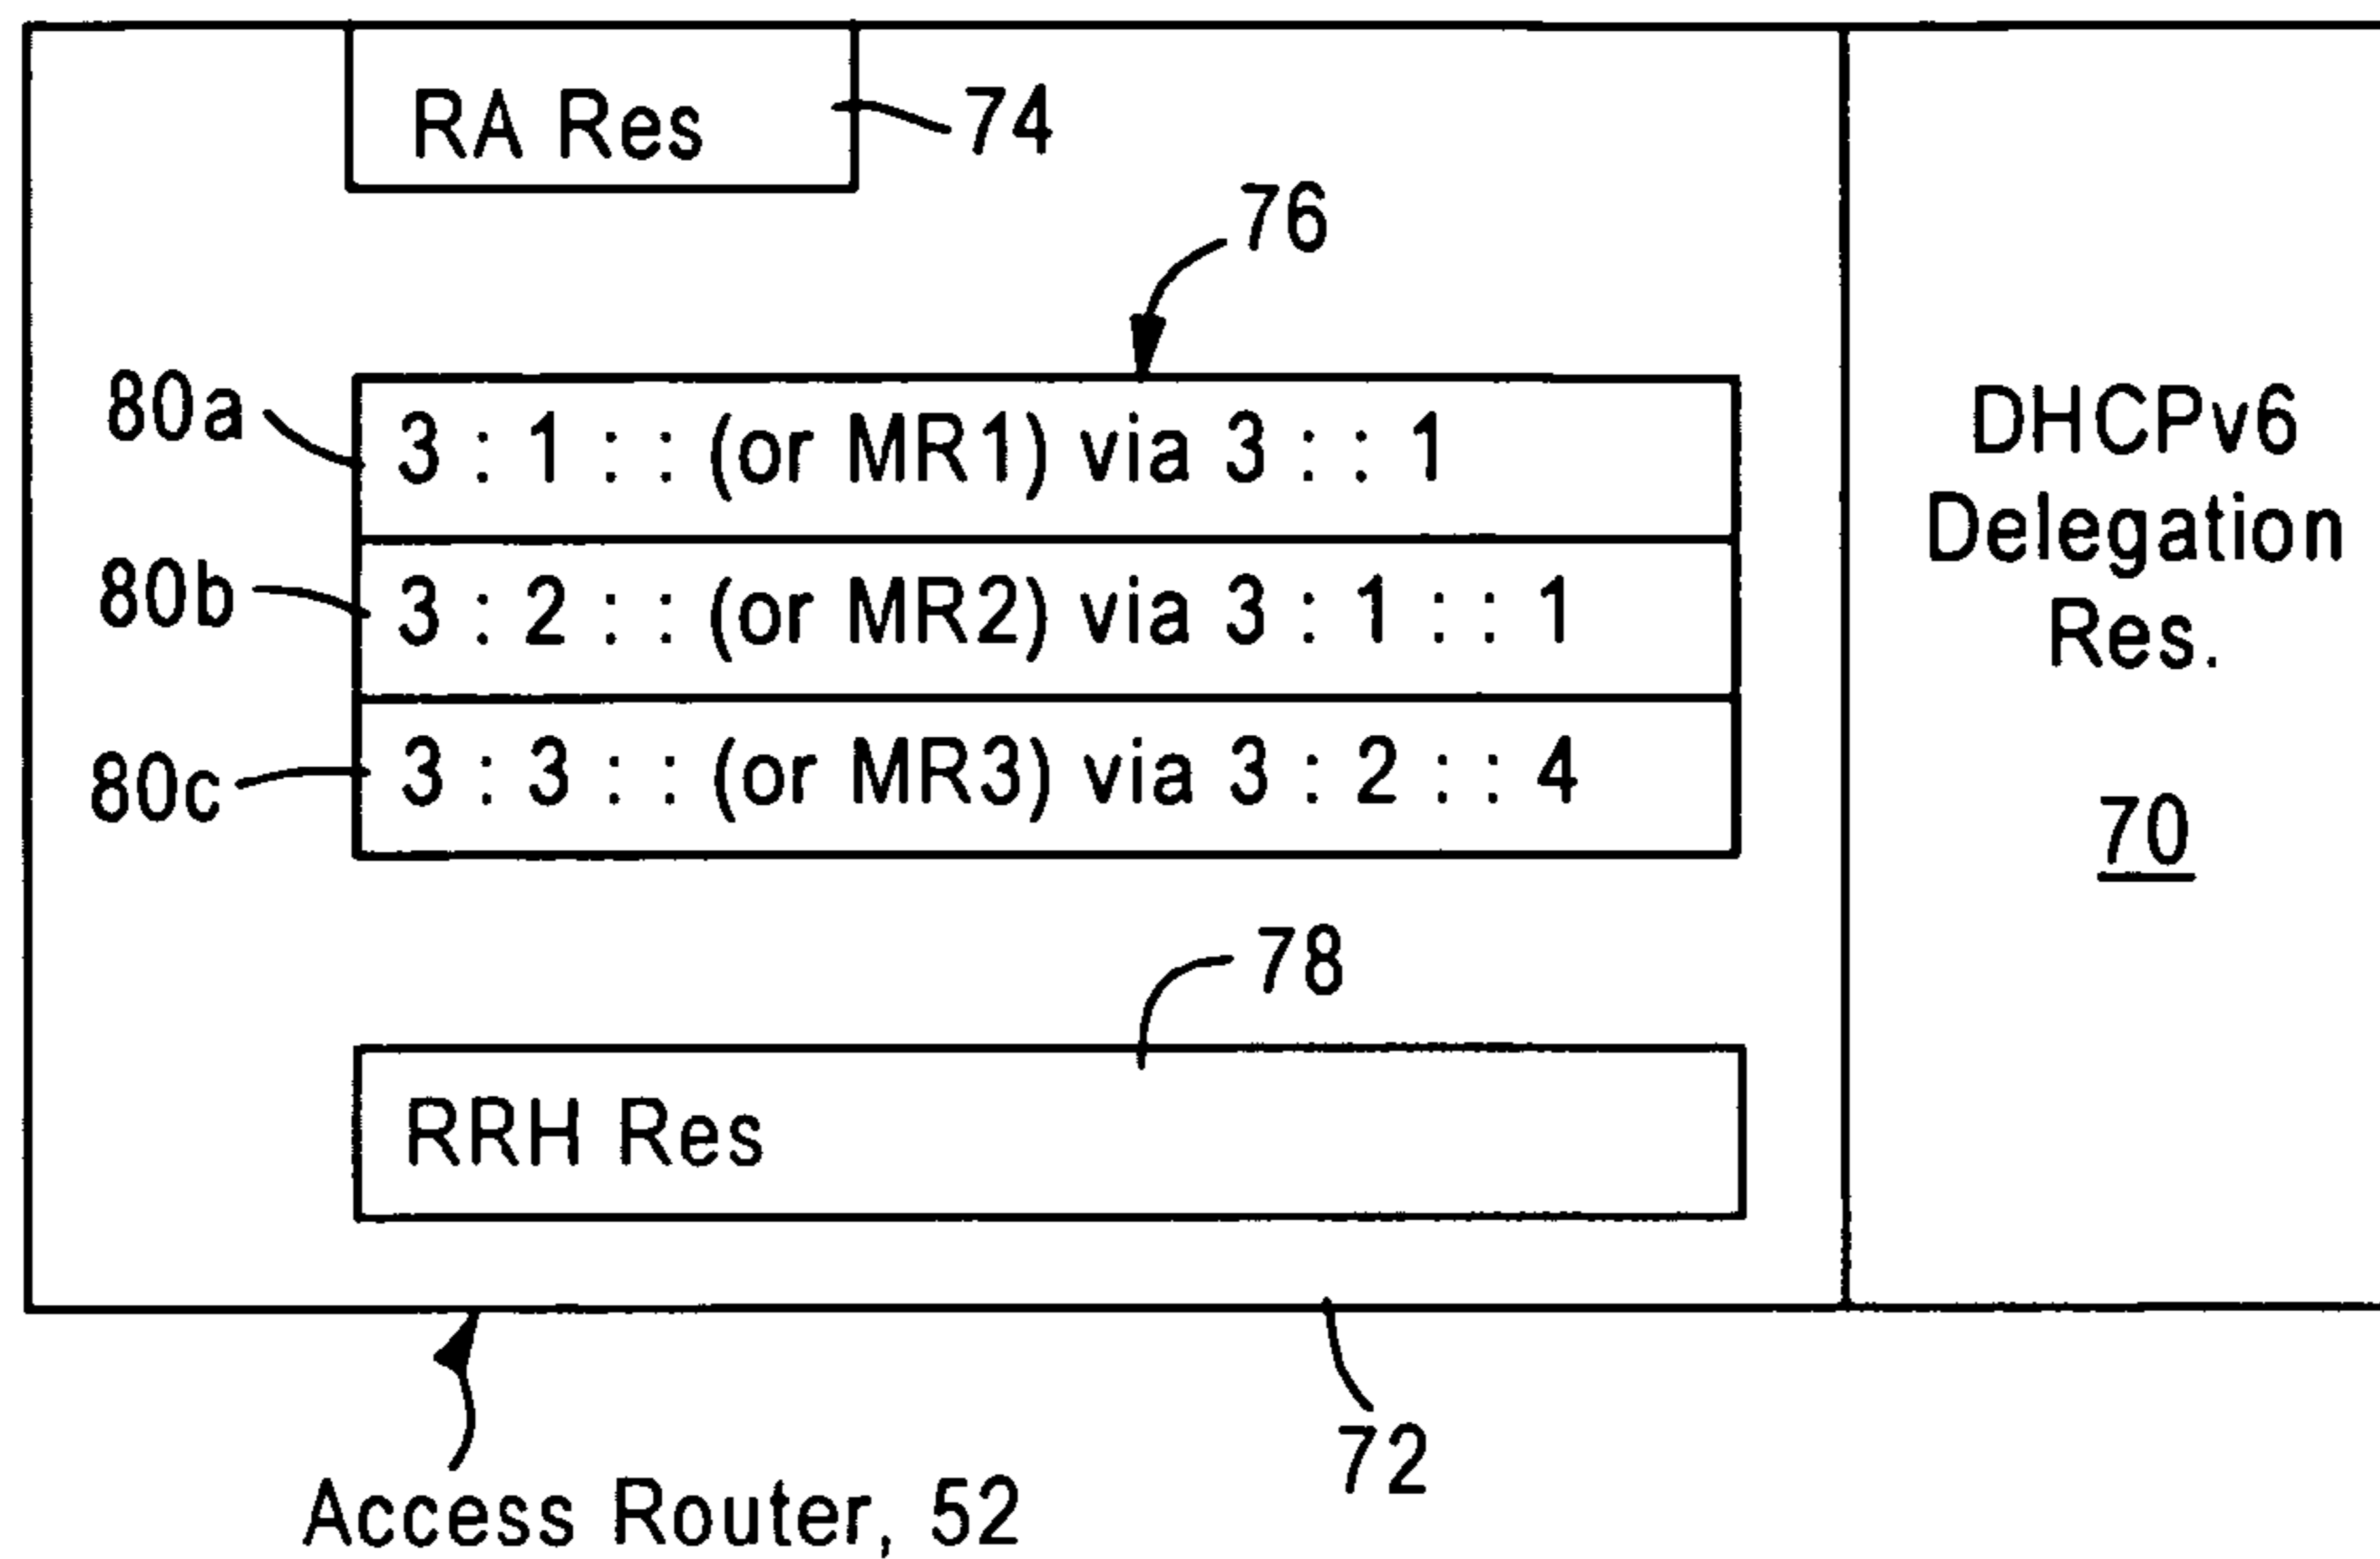 RA Res
74
76
80a
3 : 1 : : (or MR1) via 3 : : 1
80b
3 : 2 : : (or MR2) via 3 : 1 : : 1
80c
3 : 3 : : (or MR3) via 3 : 2 : : 4
DHCPv6
Delegation
Res.
70
78
RRH Res
72
Access Router, 52